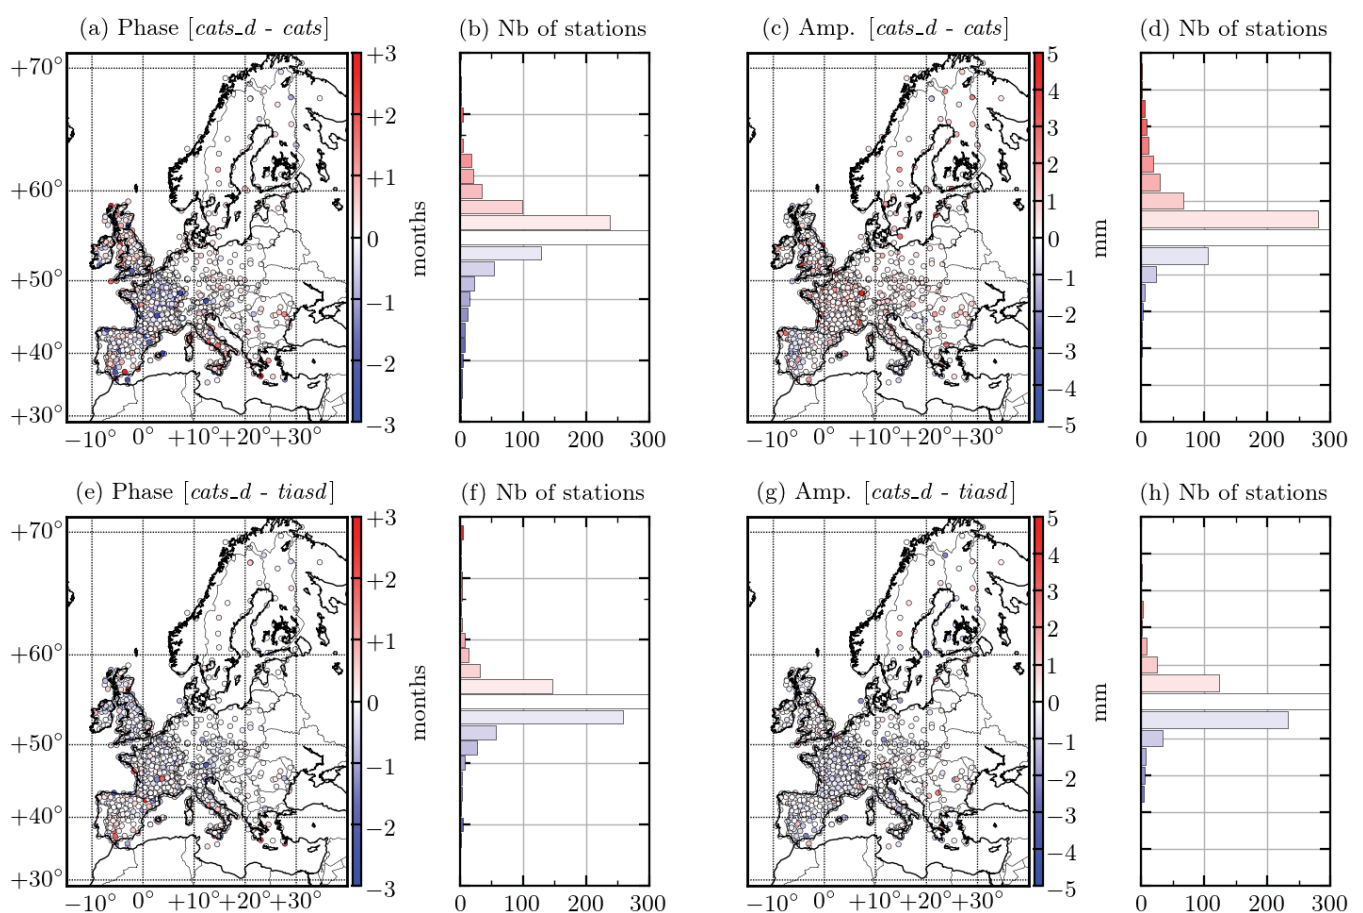 (a) Phase [cats_d - cats]
(b) Nb of stations
(c) Amp. [cats_d - cats]
(d) Nb of stations
+70°
+60°
+50°
+40°
+30°
−10° 0° +10° +20° +30°
+3
+2
+1
0
−1
−2
−3
months
0 100 200 300
−10° 0° +10° +20° +30°
5
4
3
2
1
0
−1
−2
−3
−4
−5
mm
0 100 200 300
(e) Phase [cats_d - tiasd]
(f) Nb of stations
(g) Amp. [cats_d - tiasd]
(h) Nb of stations
+70°
+60°
+50°
+40°
+30°
−10° 0° +10° +20° +30°
+3
+2
+1
0
−1
−2
−3
months
0 100 200 300
−10° 0° +10° +20° +30°
5
4
3
2
1
0
−1
−2
−3
−4
−5
mm
0 100 200 300